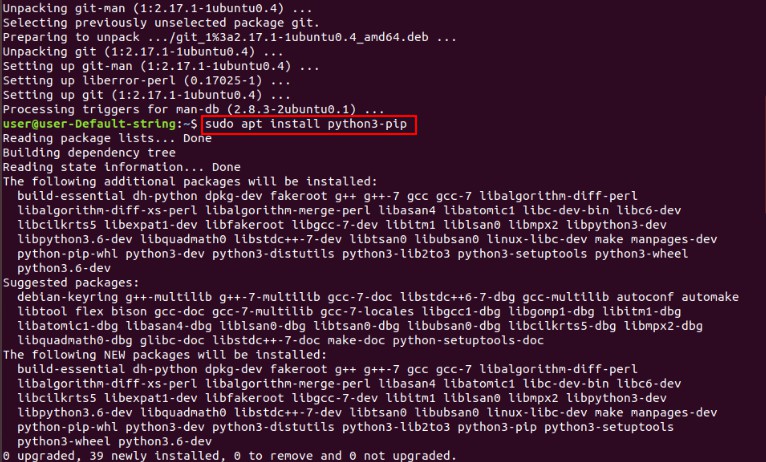 Unpacking git-man (1:2.17.1-1ubuntu0.4) ...
Selecting previously unselected package git.
Preparing to unpack .../git_1%3a2.17.1-1ubuntu0.4_amd64.deb ...
Unpacking git (1:2.17.1-1ubuntu0.4) ...
Setting up git-man (1:2.17.1-1ubuntu0.4) ...
Setting up liberror-perl (0.17025-1) ...
Setting up git (1:2.17.1-1ubuntu0.4) ...
Processing triggers for man-db (2.8.3-2ubuntu0.1) ...
user@user-Default-string:~$ sudo apt install python3-pip
Reading package lists... Done
Building dependency tree
Reading state information... Done
The following additional packages will be installed:
  build-essential dh-python dpkg-dev fakeroot g++ g++-7 gcc gcc-7 libalgorithm-diff-perl
  libalgorithm-diff-xs-perl libalgorithm-merge-perl libasan4 libatomic1 libc-dev-bin libc6-dev
  libcilkrts5 libexpat1-dev libfakeroot libgcc-7-dev libitm1 liblsan0 libmpx2 libpython3-dev
  libpython3.6-dev libquadmath0 libstdc++-7-dev libtsan0 libubsan0 linux-libc-dev make manpages-dev
  python-pip-whl python3-dev python3-distutils python3-lib2to3 python3-setuptools python3-wheel
  python3.6-dev
Suggested packages:
  debian-keyring g++-multilib g++-7-multilib gcc-7-doc libstdc++6-7-dbg gcc-multilib autoconf automake
  libtool flex bison gcc-doc gcc-7-multilib gcc-7-locales libgcc1-dbg libgomp1-dbg libitm1-dbg
  libatomic1-dbg libasan4-dbg liblsan0-dbg libtsan0-dbg libubsan0-dbg libcilkrts5-dbg libmpx2-dbg
  libquadmath0-dbg glibc-doc libstdc++-7-doc make-doc python-setuptools-doc
The following NEW packages will be installed:
  build-essential dh-python dpkg-dev fakeroot g++ g++-7 gcc gcc-7 libalgorithm-diff-perl
  libalgorithm-diff-xs-perl libalgorithm-merge-perl libasan4 libatomic1 libc-dev-bin libc6-dev
  libcilkrts5 libexpat1-dev libfakeroot libgcc-7-dev libitm1 liblsan0 libmpx2 libpython3-dev
  libpython3.6-dev libquadmath0 libstdc++-7-dev libtsan0 libubsan0 linux-libc-dev make manpages-dev
  python-pip-whl python3-dev python3-distutils python3-lib2to3 python3-pip python3-setuptools
  python3-wheel python3.6-dev
0 upgraded, 39 newly installed, 0 to remove and 0 not upgraded.